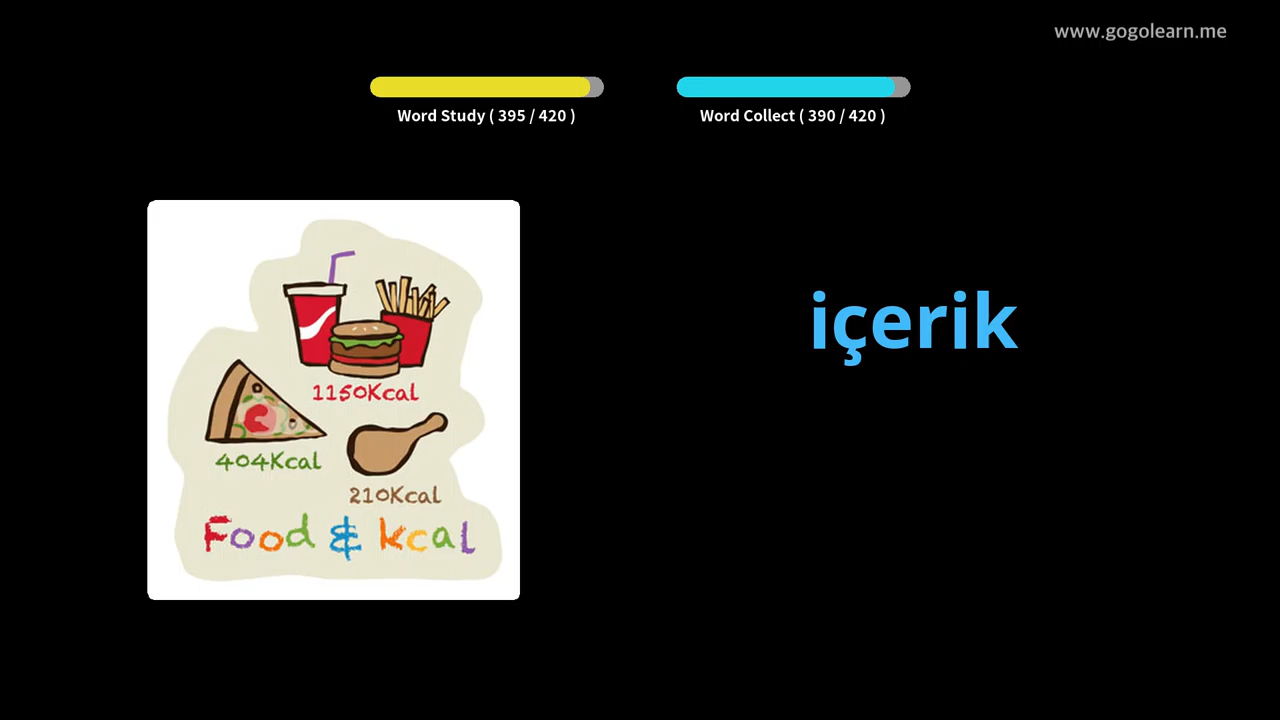 www.gogolearn.me
Word Study ( 395 / 420 )
Word Collect ( 390 / 420 )
içerik
1150Kcal
404Kcal
210Kcal
Food & kcal